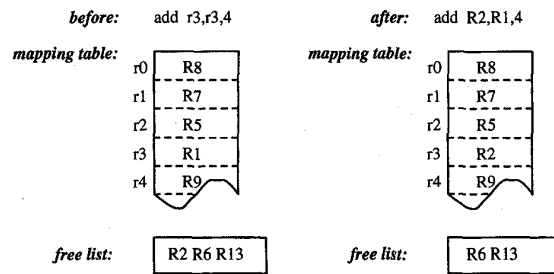 before: add r3,r3,4
after: add R2,R1,4
mapping table:
r0 R8
r1 R7
r2 R5
r3 R1
r4 R9
mapping table:
r0 R8
r1 R7
r2 R5
r3 R2
r4 R9
free list: R2 R6 R13
free list: R6 R13